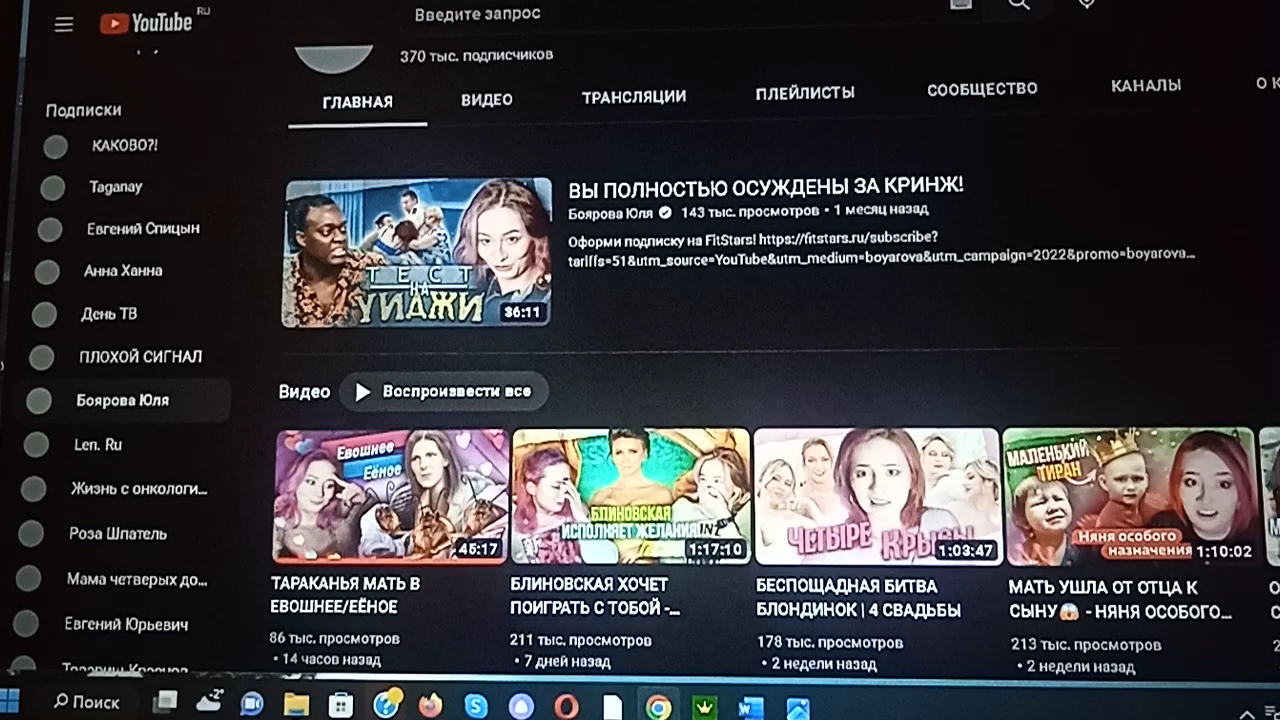 YouTube RU
Введите запрос
370 тыс. подписчиков
ГЛАВНАЯ ВИДЕО ТРАНСЛЯЦИИ ПЛЕЙЛИСТЫ СООБЩЕСТВО КАНАЛЫ О К
Подписки
КАКОВО?!
Taganay
Евгений Спицын
Анна Ханна
День ТВ
ПЛОХОЙ СИГНАЛ
Боярова Юля
Len. Ru
Жизнь с онкологи...
Роза Шпатель
Мама четверых до...
Евгений Юрьевич
ТЕСТ
НА
УИДЖИ
36:11
ВЫ ПОЛНОСТЬЮ ОСУЖДЕНЫ ЗА КРИНЖ!
Боярова Юля 143 тыс. просмотров • 1 месяц назад
Оформи подписку на FitStars! https://fitstars.ru/subscribe?
tariffs=51&utm_source=YouTube&utm_medium=boyarova&utm_campaign=2022&promo=boyarova...
Видео Воспроизвести все
Евошнее
Еёное
45:17
ТАРАКАНЬЯ МАТЬ В
ЕВОШНЕЕ/ЕЁНОЕ
86 тыс. просмотров
• 14 часов назад
БЛИНОВСКАЯ
ИСПОЛНЯЕТ ЖЕЛАНИЯ
1:17:10
БЛИНОВСКАЯ ХОЧЕТ
ПОИГРАТЬ С ТОБОЙ -...
211 тыс. просмотров
• 7 дней назад
ЧЕТЫРЕ КРЫСЫ
1:03:47
БЕСПОЩАДНАЯ БИТВА
БЛОНДИНОК | 4 СВАДЬБЫ
178 тыс. просмотров
• 2 недели назад
МАЛЕНЬКИЙ
ТИРАН
Няня особого
назначения
1:10:02
МАТЬ УШЛА ОТ ОТЦА К
СЫНУ😱 - НЯНЯ ОСОБОГО...
213 тыс. просмотров
• 2 недели назад
Поиск